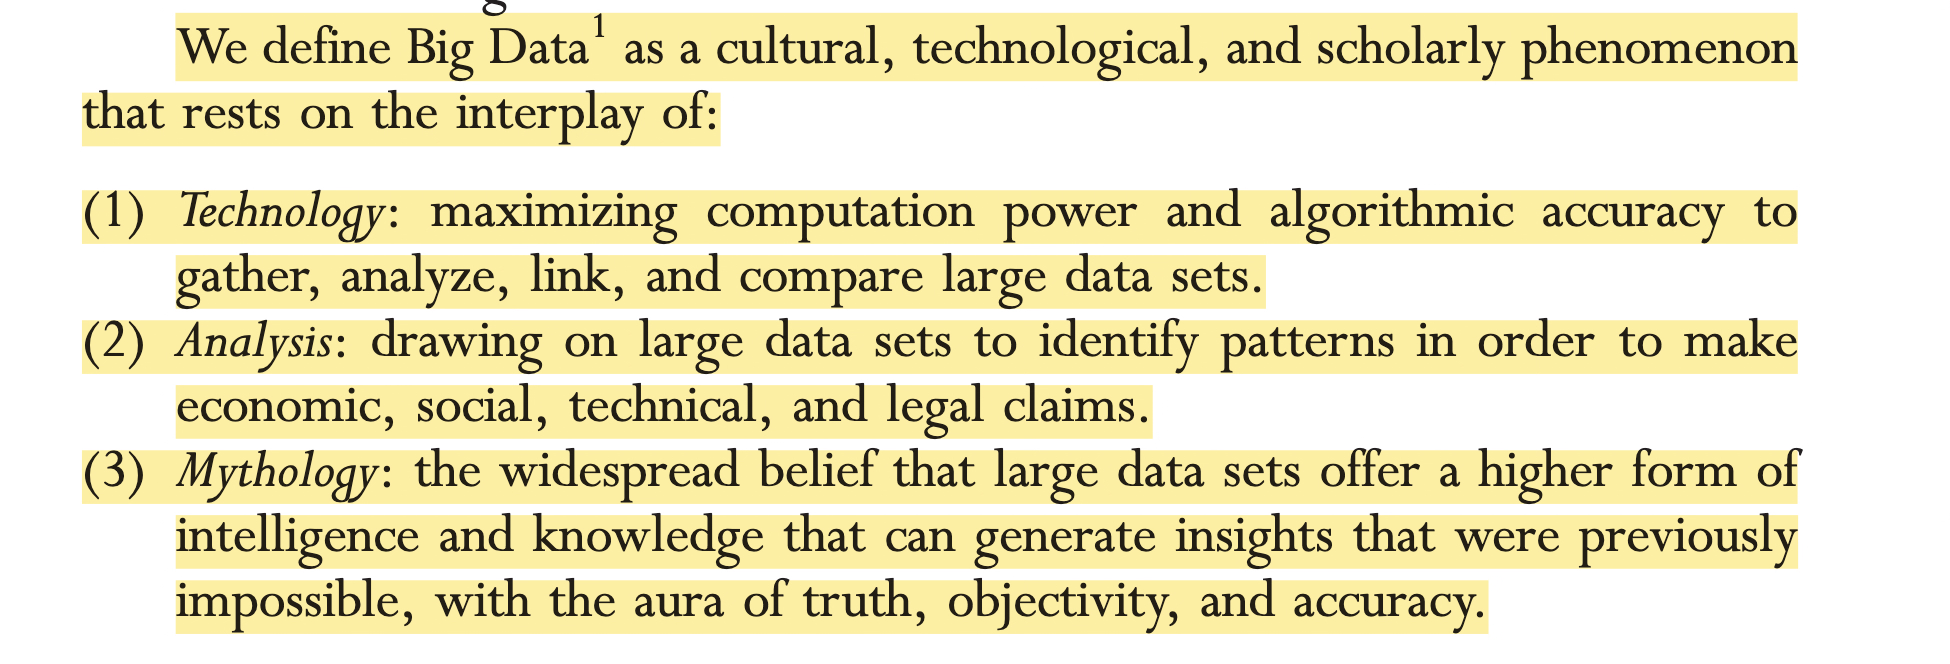 We define Big Data¹ as a cultural, technological, and scholarly phenomenon
that rests on the interplay of:
(1) Technology: maximizing computation power and algorithmic accuracy to
gather, analyze, link, and compare large data sets.
(2) Analysis: drawing on large data sets to identify patterns in order to make
economic, social, technical, and legal claims.
(3) Mythology: the widespread belief that large data sets offer a higher form of
intelligence and knowledge that can generate insights that were previously
impossible, with the aura of truth, objectivity, and accuracy.